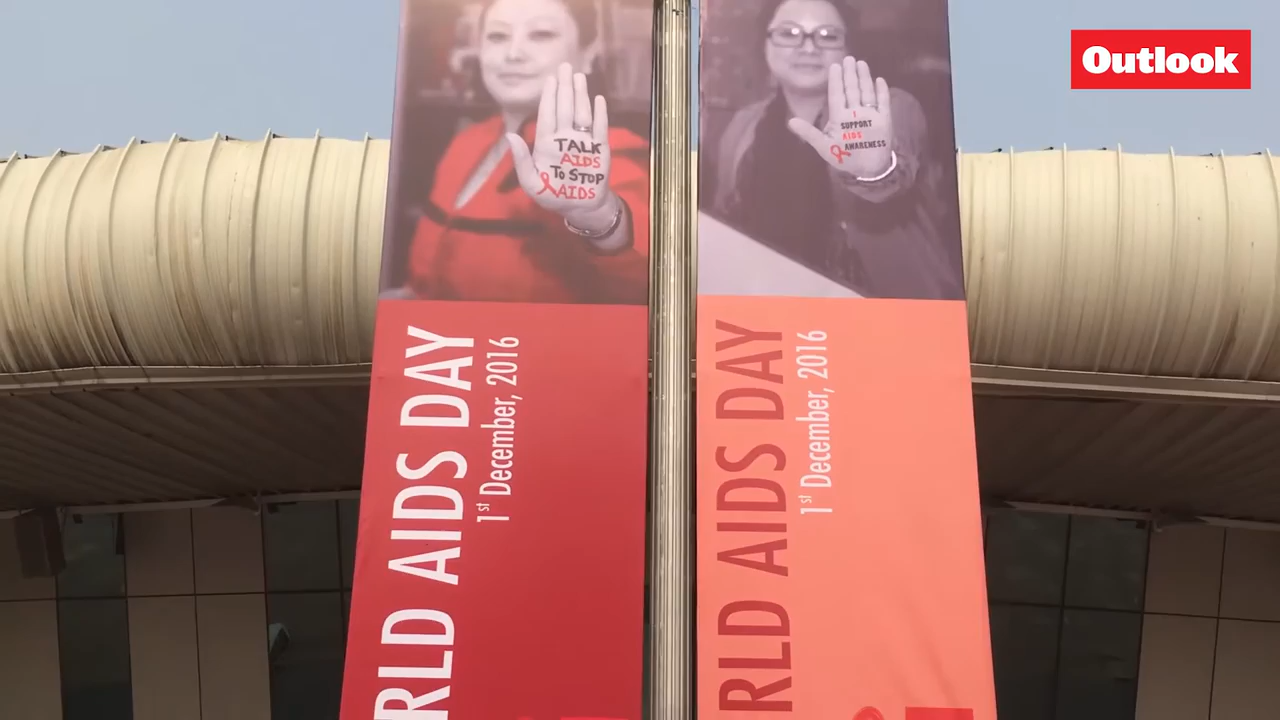 Outlook
TALK
AIDS
TO STOP
AIDS
I
SUPPORT
AIDS
AWARENESS
RLD AIDS DAY
1st December, 2016
RLD AIDS DAY
1st December, 2016